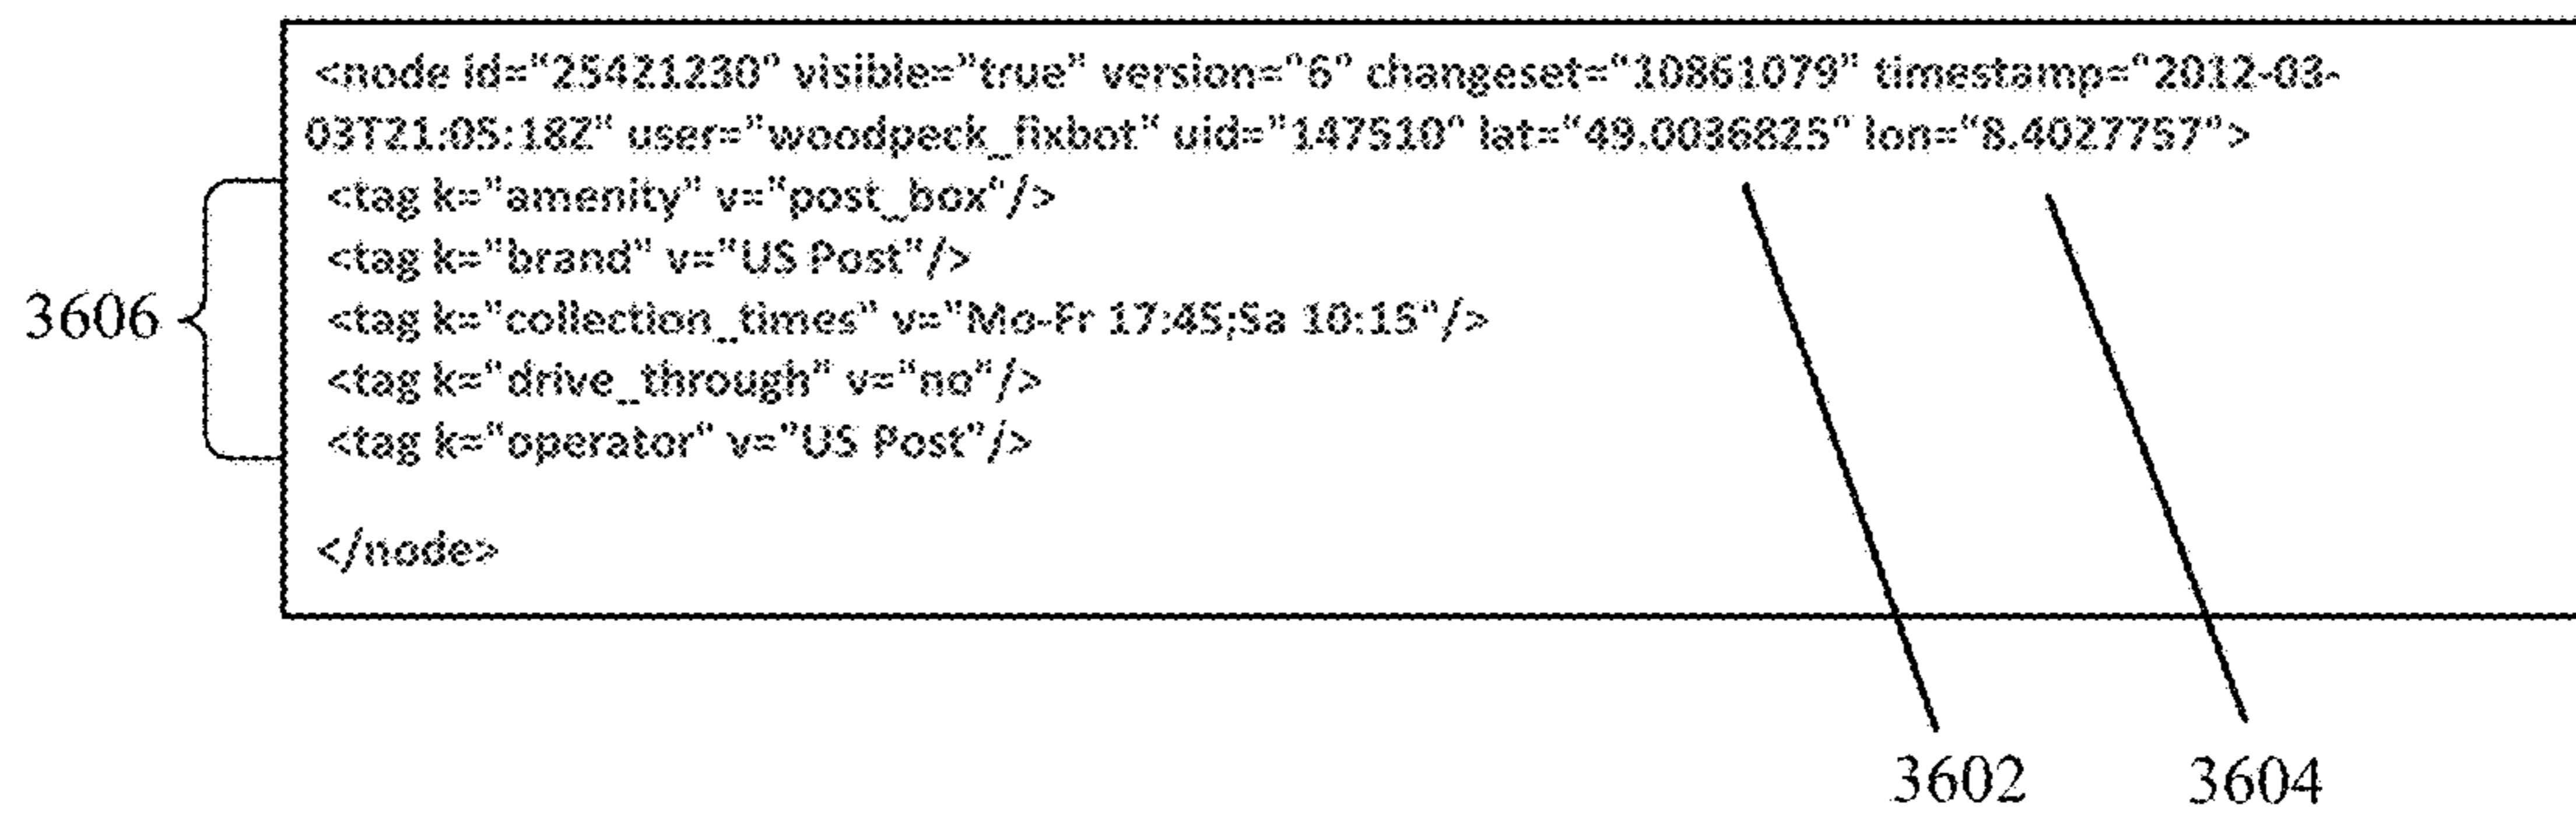 <node id="25421230" visible="true" version="6" changeset="10861079" timestamp="2012-03-
03T21:05:18Z" user="woodpeck_fixbot" uid="147510" lat="49.0036825" lon="8.4027757">
<tag k="amenity" v="post_box"/>
<tag k="brand" v="US Post"/>
<tag k="collection_times" v="Mo-Fr 17:45;Sa 10:15"/>
3606
<tag k="drive_through" v="no"/>
<tag k="operator" v="US Post"/>
</node>
3602 3604